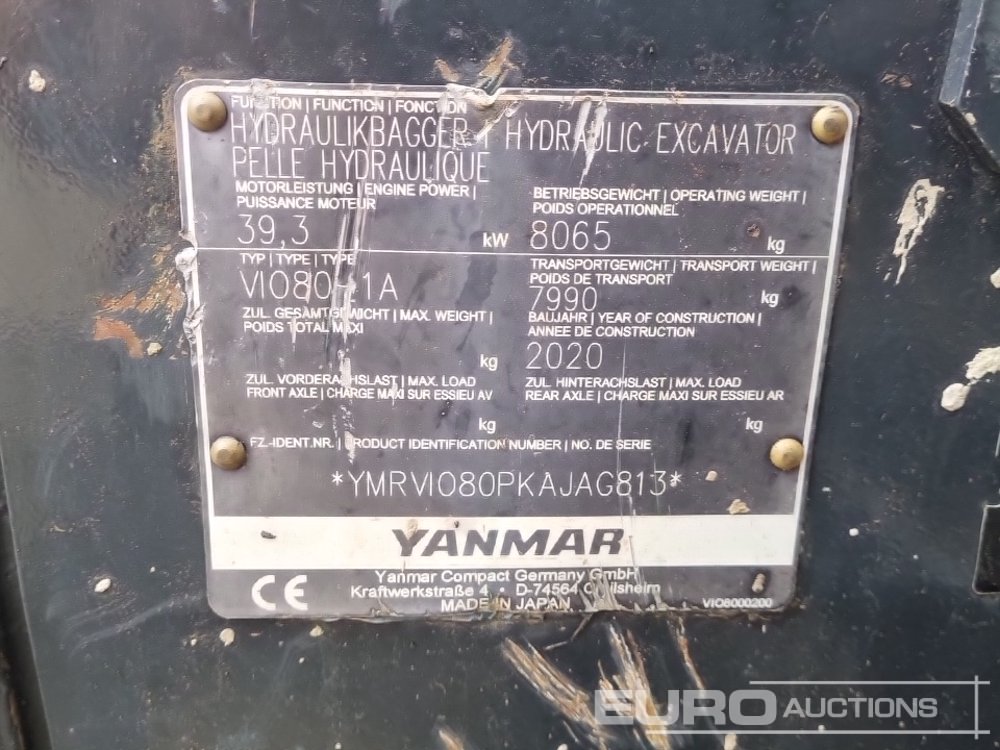 FUNKTION | FUNCTION | FONCTION
HYDRAULIKBAGGER / HYDRAULIC EXCAVATOR
PELLE HYDRAULIQUE
MOTORLEISTUNG | ENGINE POWER |
PUISSANCE MOTEUR
39,3 kW
BETRIEBSGEWICHT | OPERATING WEIGHT |
POIDS OPERATIONNEL
8065 kg
TYP | TYPE | TYPE
VIO80-1A
TRANSPORTGEWICHT | TRANSPORT WEIGHT |
POIDS DE TRANSPORT
7990 kg
ZUL. GESAMTGEWICHT | MAX. WEIGHT |
POIDS TOTAL MAXI
kg
BAUJAHR | YEAR OF CONSTRUCTION |
ANNEE DE CONSTRUCTION
2020
ZUL. VORDERACHSLAST | MAX. LOAD
FRONT AXLE | CHARGE MAXI SUR ESSIEU AV
kg
ZUL. HINTERACHSLAST | MAX. LOAD
REAR AXLE | CHARGE MAXI SUR ESSIEU AR
kg
FZ.-IDENT.NR. | PRODUCT IDENTIFICATION NUMBER | NO. DE SERIE
*YMRVIO80PKAJAG813*
YANMAR
CE
Yanmar Compact Germany GmbH
Kraftwerkstraße 4 • D-74564 Crailsheim
MADE IN JAPAN
VIO8000200
EURO AUCTIONS